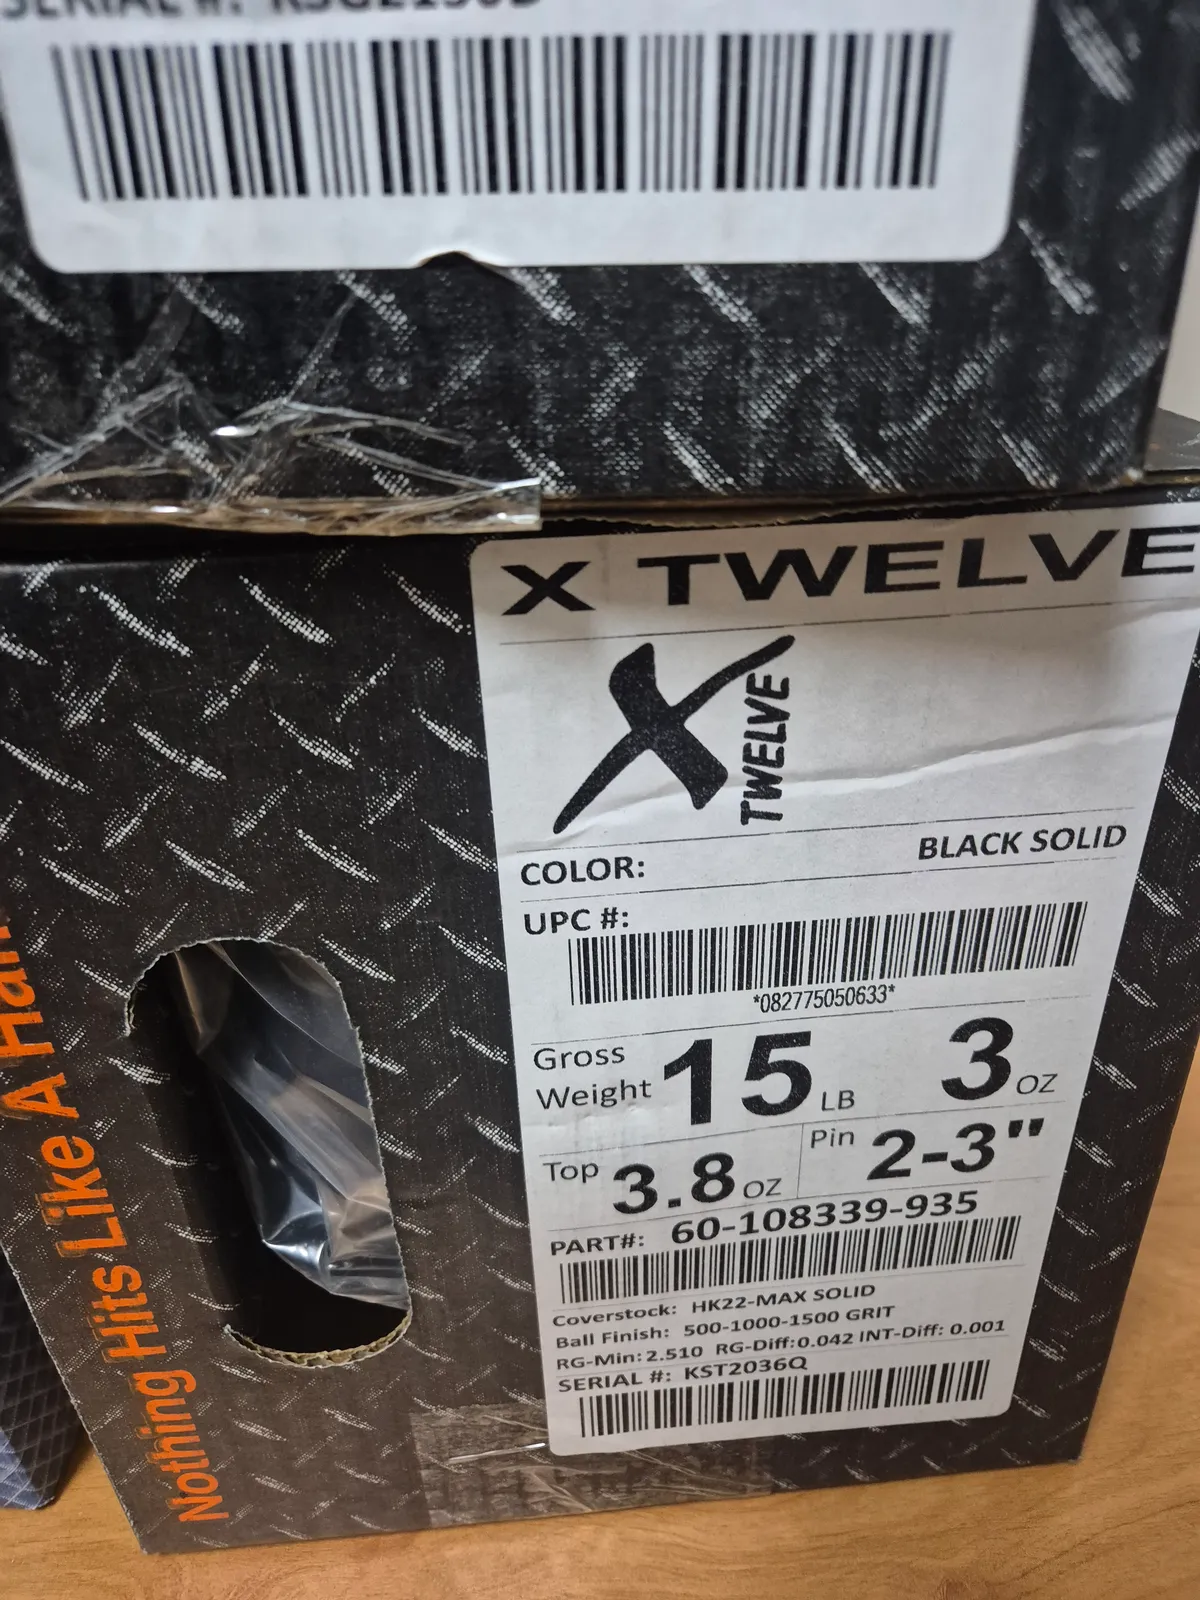 X TWELVE
X
TWELVE
COLOR: BLACK SOLID
UPC #:
*082775050633*
Gross Weight 15 LB 3 OZ
Top 3.8 OZ Pin 2-3"
PART#: 60-108339-935
Coverstock: HK22-MAX SOLID
Ball Finish: 500-1000-1500 GRIT
RG-Min: 2.510 RG-Diff: 0.042 INT-Diff: 0.001
SERIAL #: KST2036Q
Nothing Hits Like A